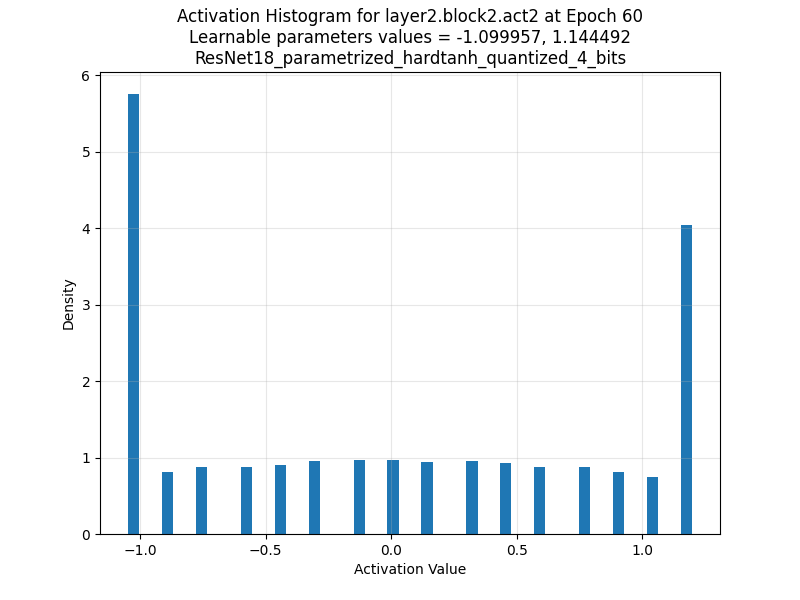 Activation Histogram for layer2.block2.act2 at Epoch 60
Learnable parameters values = -1.099957, 1.144492
ResNet18_parametrized_hardtanh_quantized_4_bits
6
5
4
3
2
1
0
Density
−1.0
−0.5
0.0
0.5
1.0
Activation Value